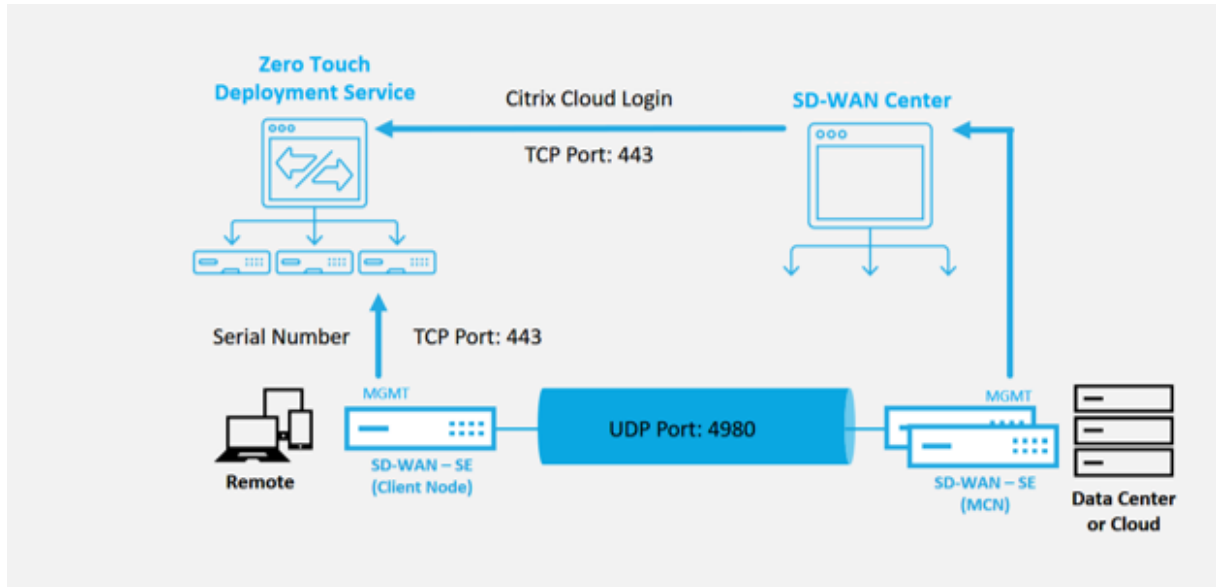 Zero Touch
Deployment Service
Citrix Cloud Login
SD-WAN Center
TCP Port: 443
Serial Number
TCP Port: 443
MGMT
MGMT
UDP Port: 4980
SD-WAN – SE
(Client Node)
Remote
SD-WAN – SE
(MCN)
Data Center
or Cloud